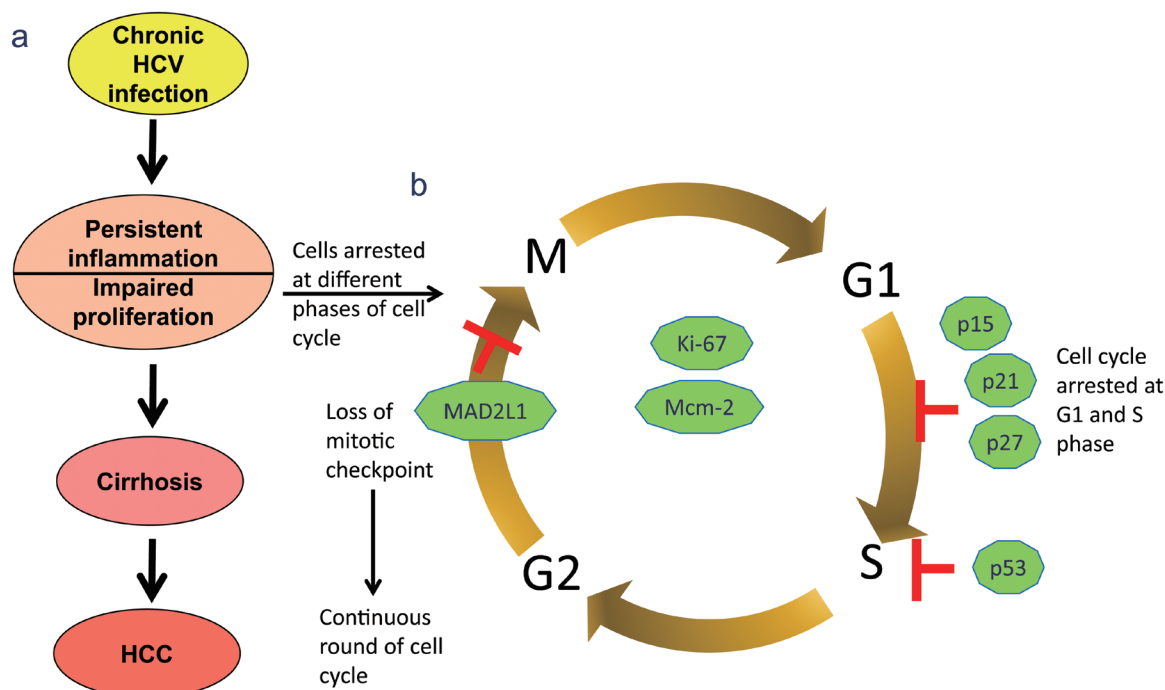 a
Chronic
HCV
infection
Persistent
inflammation
Impaired
proliferation
Cirrhosis
HCC
Cells arrested
at different
phases of cell
cycle
Loss of
mitotic
checkpoint
Continuous
round of cell
cycle
b
M
G1
S
G2
MAD2L1
Ki-67
Mcm-2
p15
p21
p27
p53
Cell cycle
arrested at
G1 and S
phase